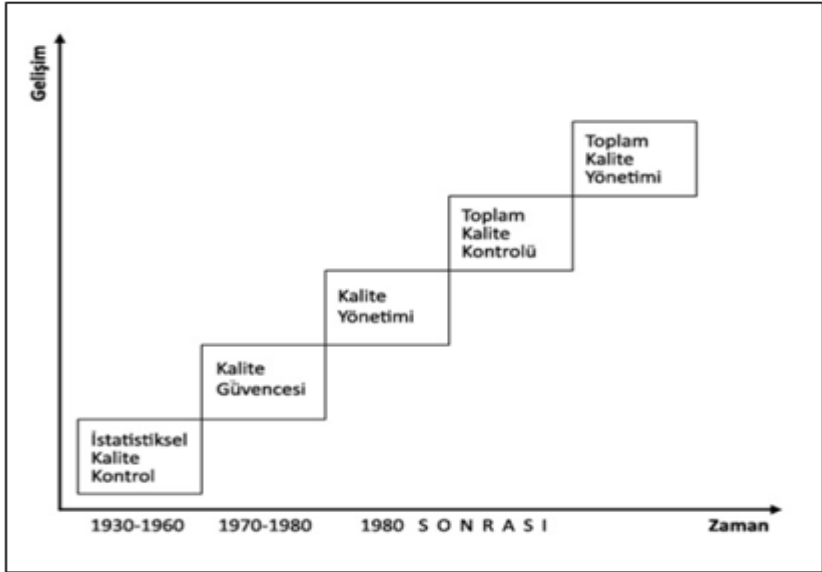 Gelişim
Toplam
Kalite
Yönetimi
Toplam
Kalite
Kontrolü
Kalite
Yönetimi
Kalite
Güvencesi
İstatistiksel
Kalite
Kontrol
1930-1960 1970-1980 1980 S O N R A S I Zaman